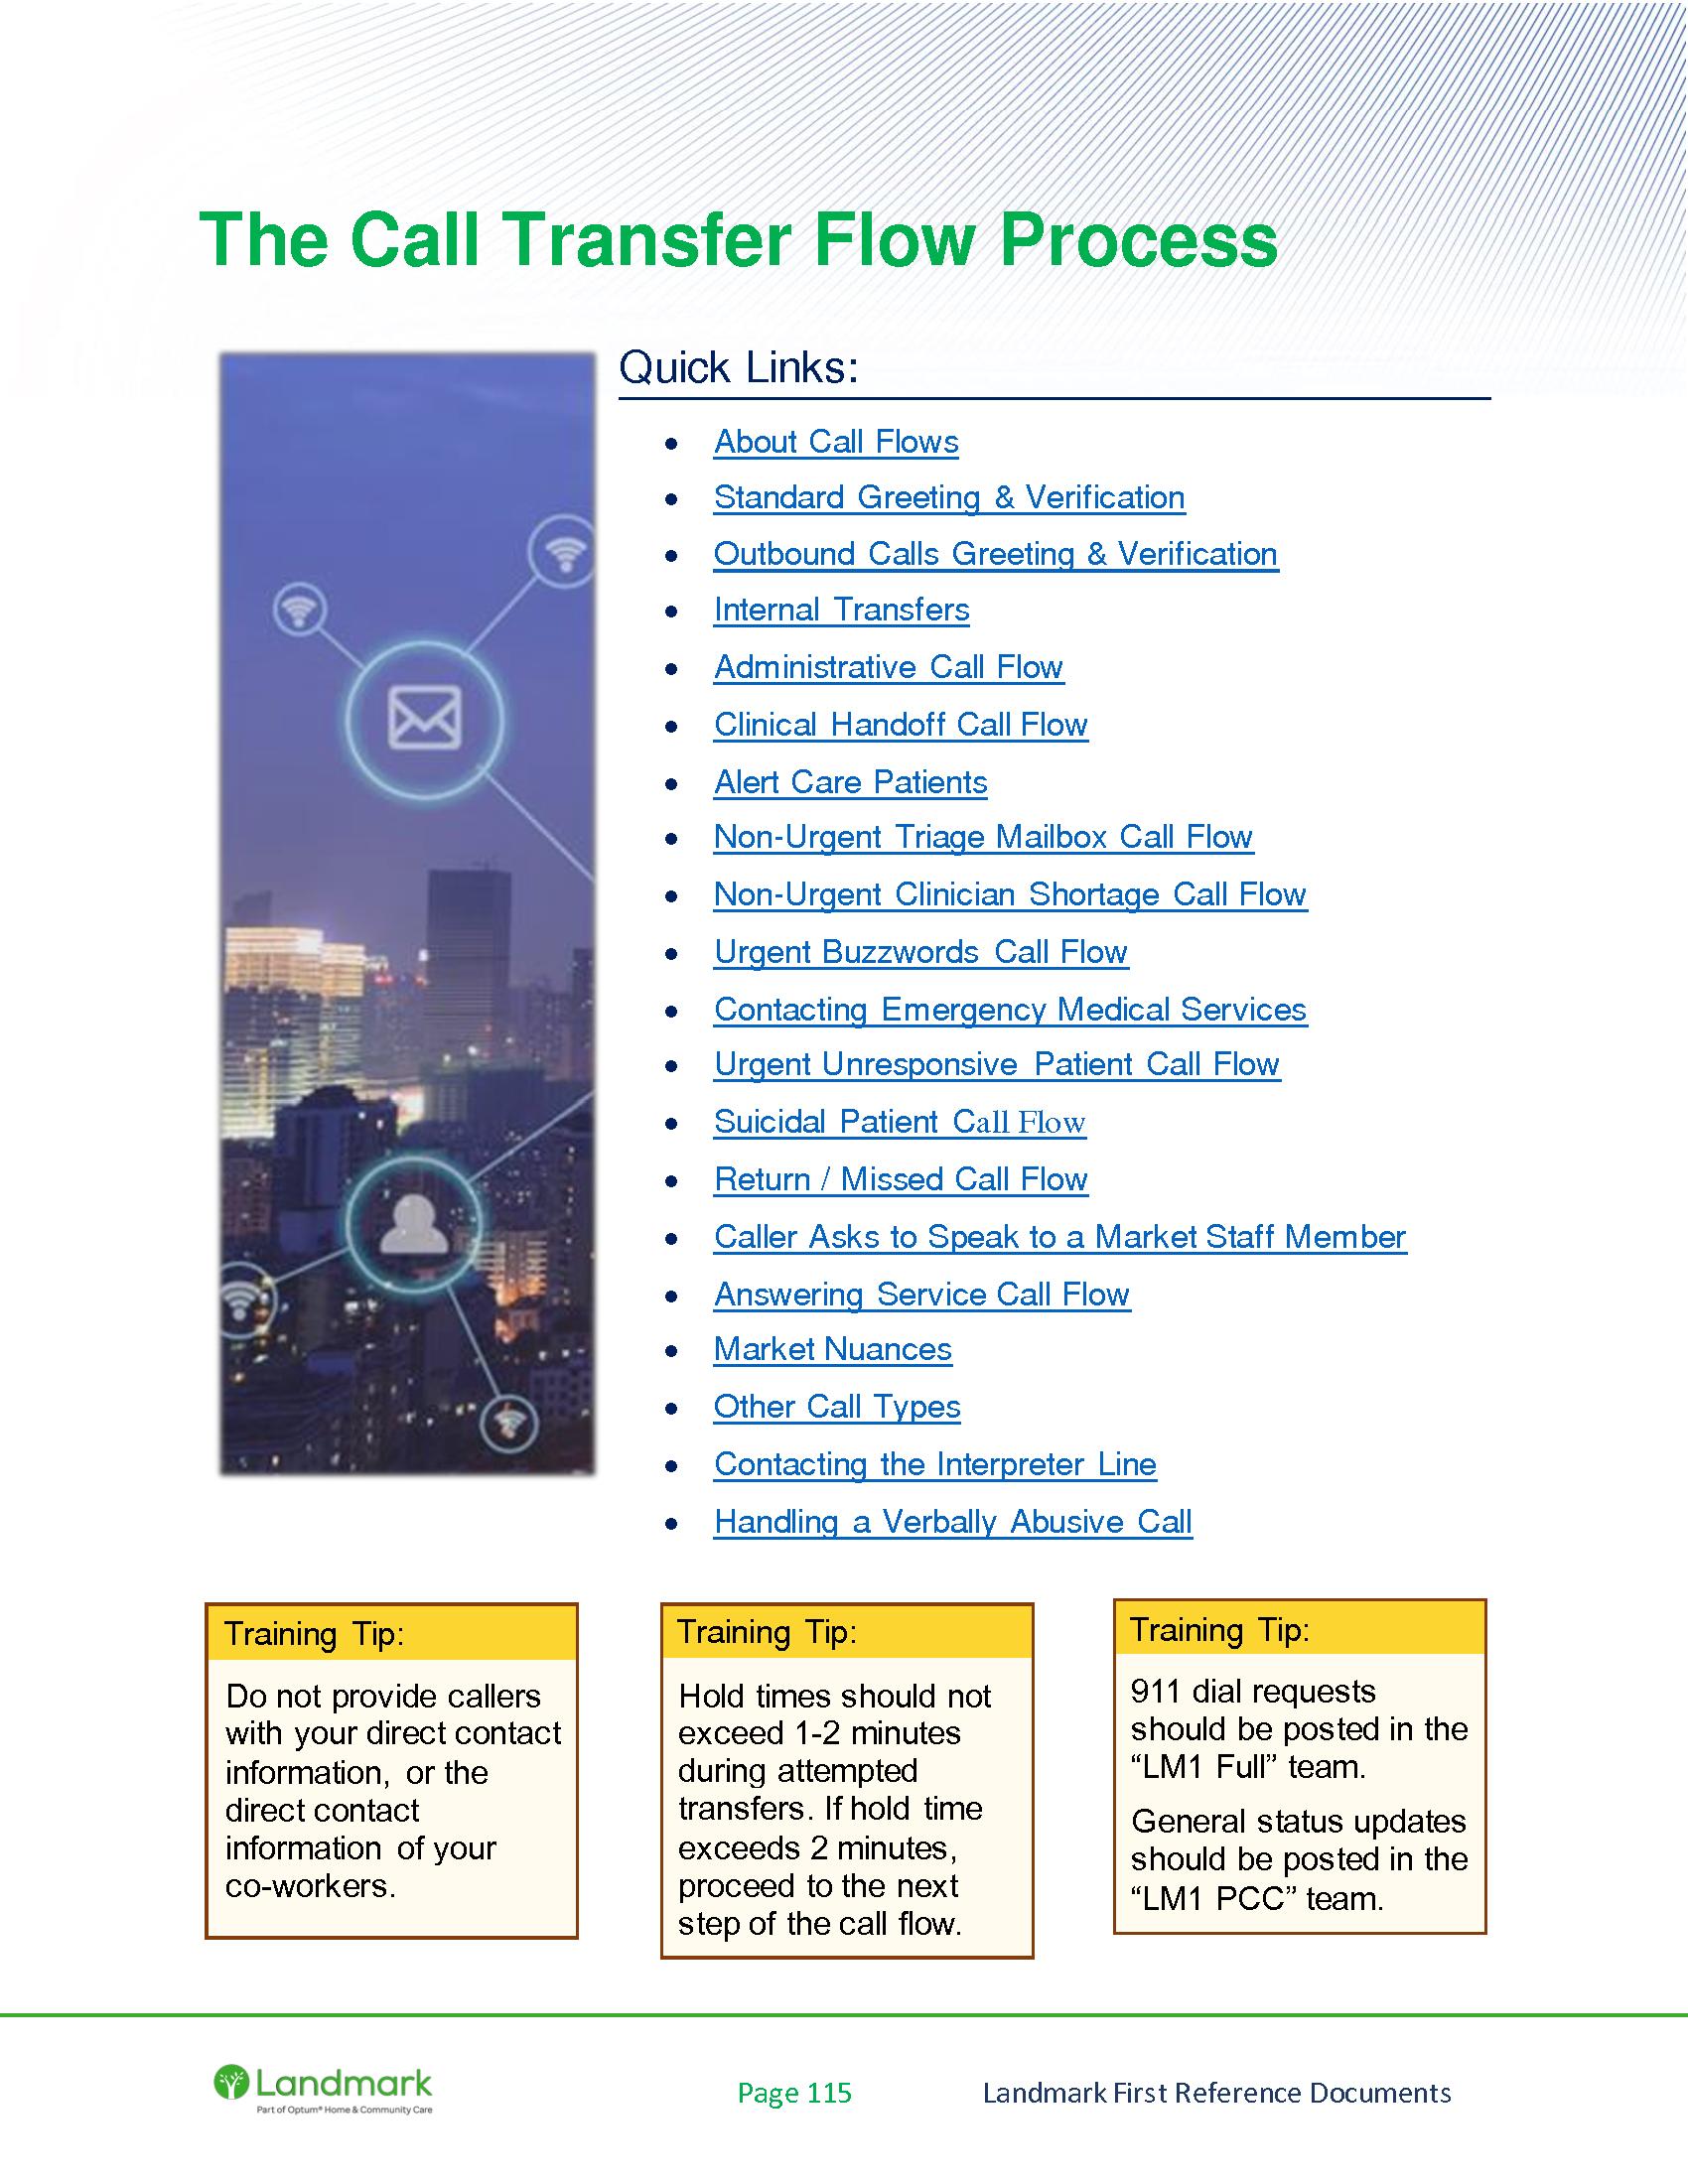 The Call Transfer Flow Process
Quick Links:
• About Call Flows
• Standard Greeting & Verification
• Outbound Calls Greeting & Verification
• Internal Transfers
• Administrative Call Flow
• Clinical Handoff Call Flow
• Alert Care Patients
• Non-Urgent Triage Mailbox Call Flow
• Non-Urgent Clinician Shortage Call Flow
• Urgent Buzzwords Call Flow
• Contacting Emergency Medical Services
• Urgent Unresponsive Patient Call Flow
• Suicidal Patient Call Flow
• Return / Missed Call Flow
• Caller Asks to Speak to a Market Staff Member
• Answering Service Call Flow
• Market Nuances
• Other Call Types
• Contacting the Interpreter Line
• Handling a Verbally Abusive Call
Training Tip:
Do not provide callers
with your direct contact
information, or the
direct contact
information of your
co-workers.
Training Tip:
Hold times should not
exceed 1-2 minutes
during attempted
transfers. If hold time
exceeds 2 minutes,
proceed to the next
step of the call flow.
Training Tip:
911 dial requests
should be posted in the
“LM1 Full” team.
General status updates
should be posted in the
“LM1 PCC” team.
Landmark
Part of Optum® Home & Community Care
Page 115
Landmark First Reference Documents